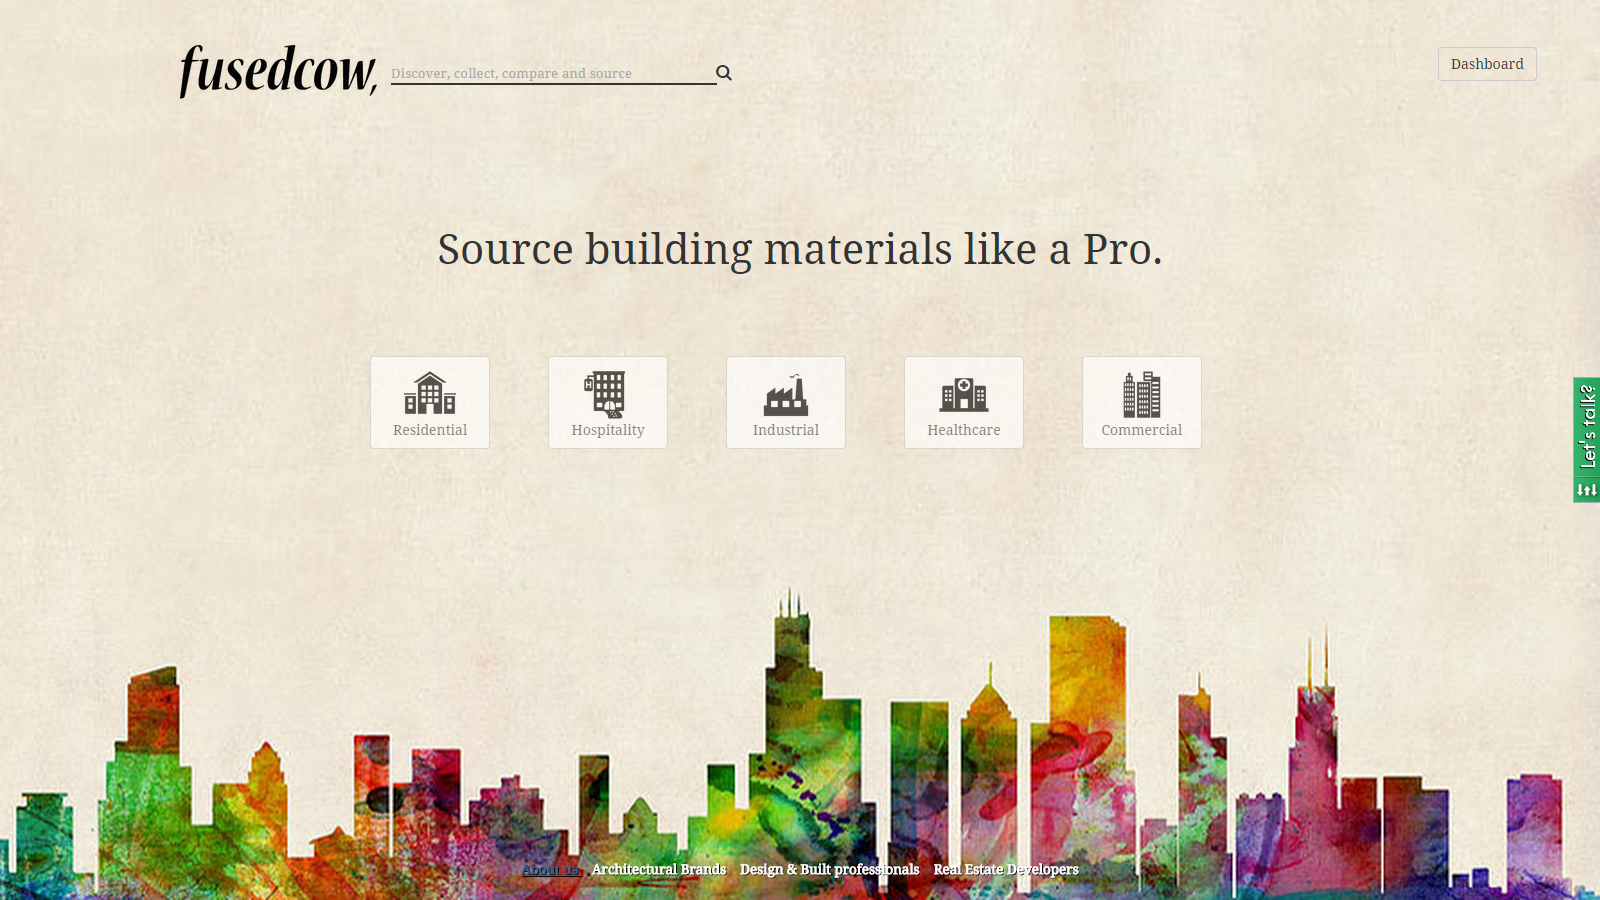 fusedcow,
Discover, collect, compare and source
Dashboard
Source building materials like a Pro.
Residential
Hospitality
Industrial
Healthcare
Commercial
Let's talk?
About us Architectural Brands Design & Built professionals Real Estate Developers